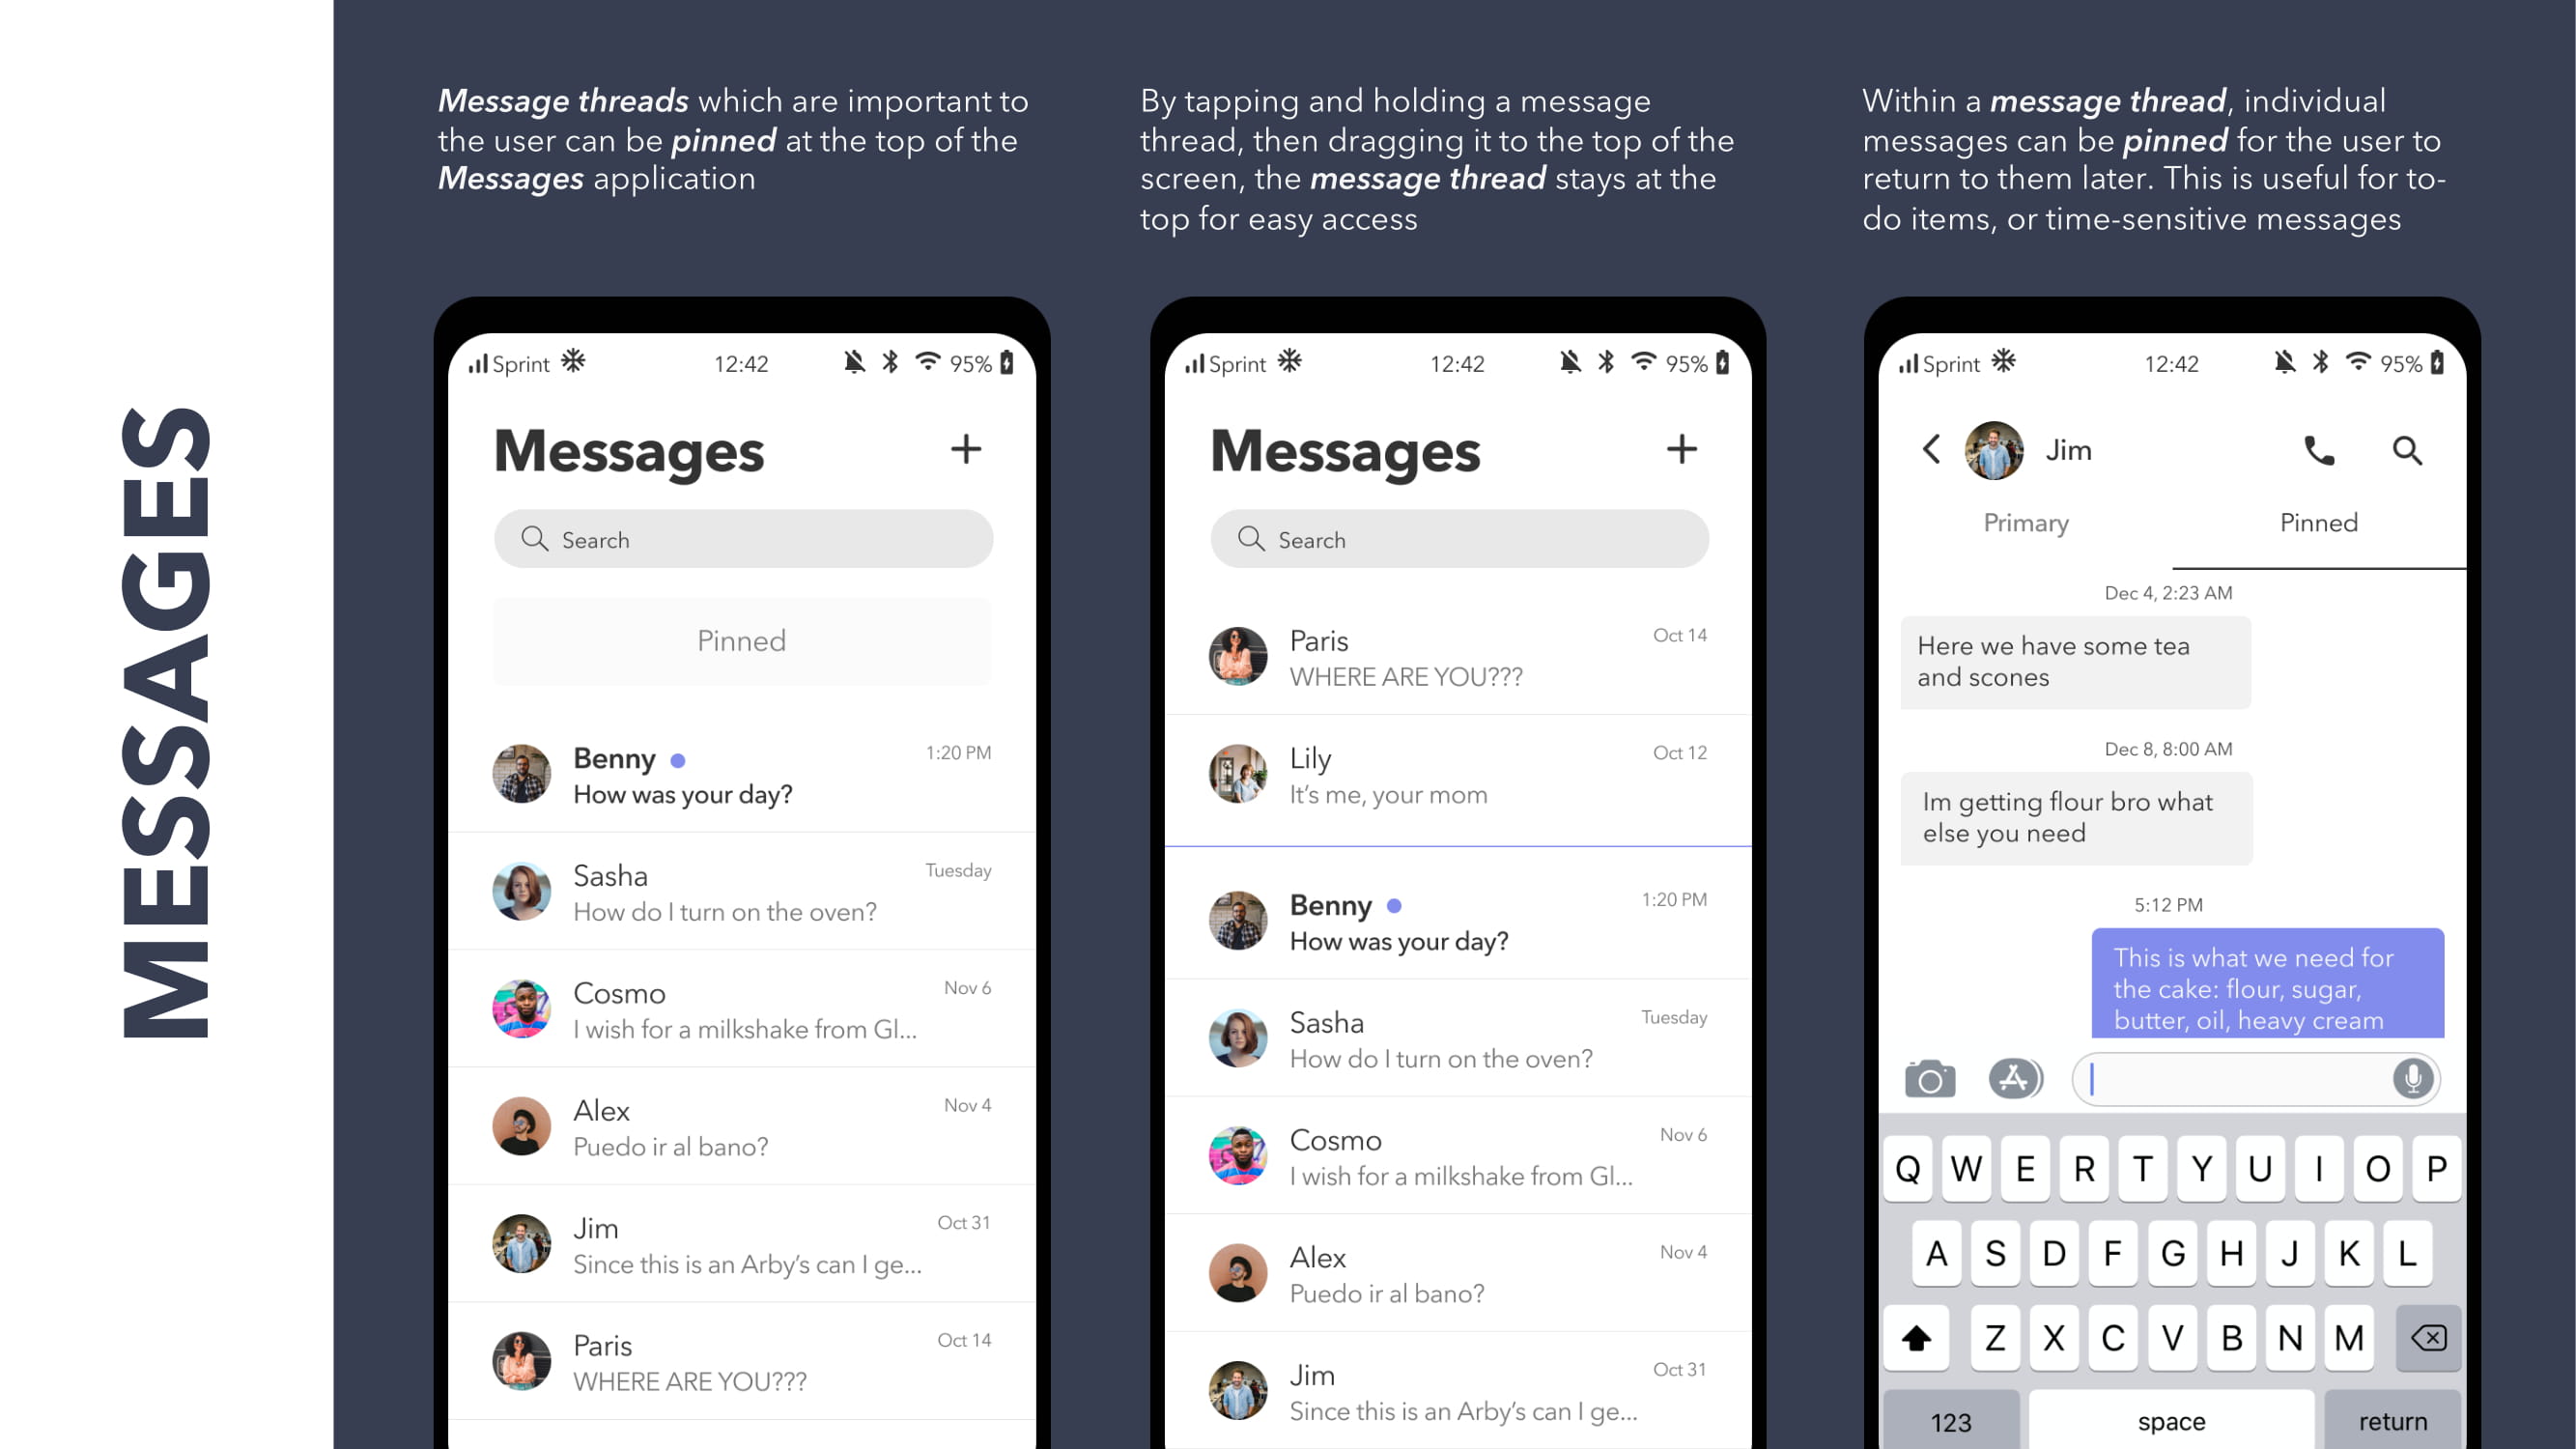 MESSAGES
Message threads which are important to
the user can be pinned at the top of the
Messages application
By tapping and holding a message
thread, then dragging it to the top of the
screen, the message thread stays at the
top for easy access
Within a message thread, individual
messages can be pinned for the user to
return to them later. This is useful for to-
do items, or time-sensitive messages
Sprint 12:42 95%
Messages
Search
Pinned
Benny 1:20 PM
How was your day?
Sasha Tuesday
How do I turn on the oven?
Cosmo Nov 6
I wish for a milkshake from Gl...
Alex Nov 4
Puedo ir al bano?
Jim Oct 31
Since this is an Arby's can I ge...
Paris Oct 14
WHERE ARE YOU???
Sprint 12:42 95%
Messages
Search
Paris Oct 14
WHERE ARE YOU???
Lily Oct 12
It's me, your mom
Benny 1:20 PM
How was your day?
Sasha Tuesday
How do I turn on the oven?
Cosmo Nov 6
I wish for a milkshake from Gl...
Alex Nov 4
Puedo ir al bano?
Jim Oct 31
Since this is an Arby's can I ge...
Sprint 12:42 95%
Jim
Primary Pinned
Dec 4, 2:23 AM
Here we have some tea
and scones
Dec 8, 8:00 AM
Im getting flour bro what
else you need
5:12 PM
This is what we need for
the cake: flour, sugar,
butter, oil, heavy cream
Q W E R T Y U I O P
A S D F G H J K L
Z X C V B N M
123 space return